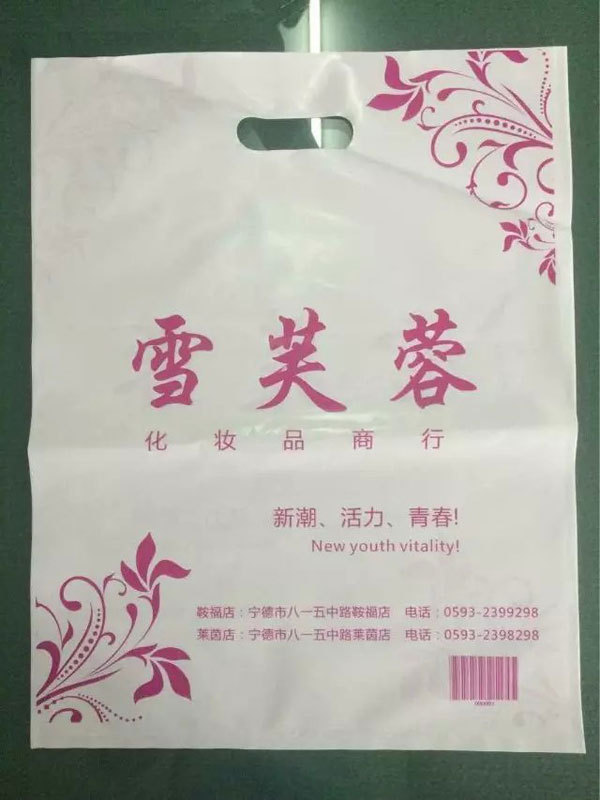 雪芙蓉
化妆品商行
新潮、活力、青春!
New youth vitality!
鞍福店：宁德市八一五中路鞍福店 电话：0593-2399298
莱茵店：宁德市八一五中路莱茵店 电话：0593-2398298